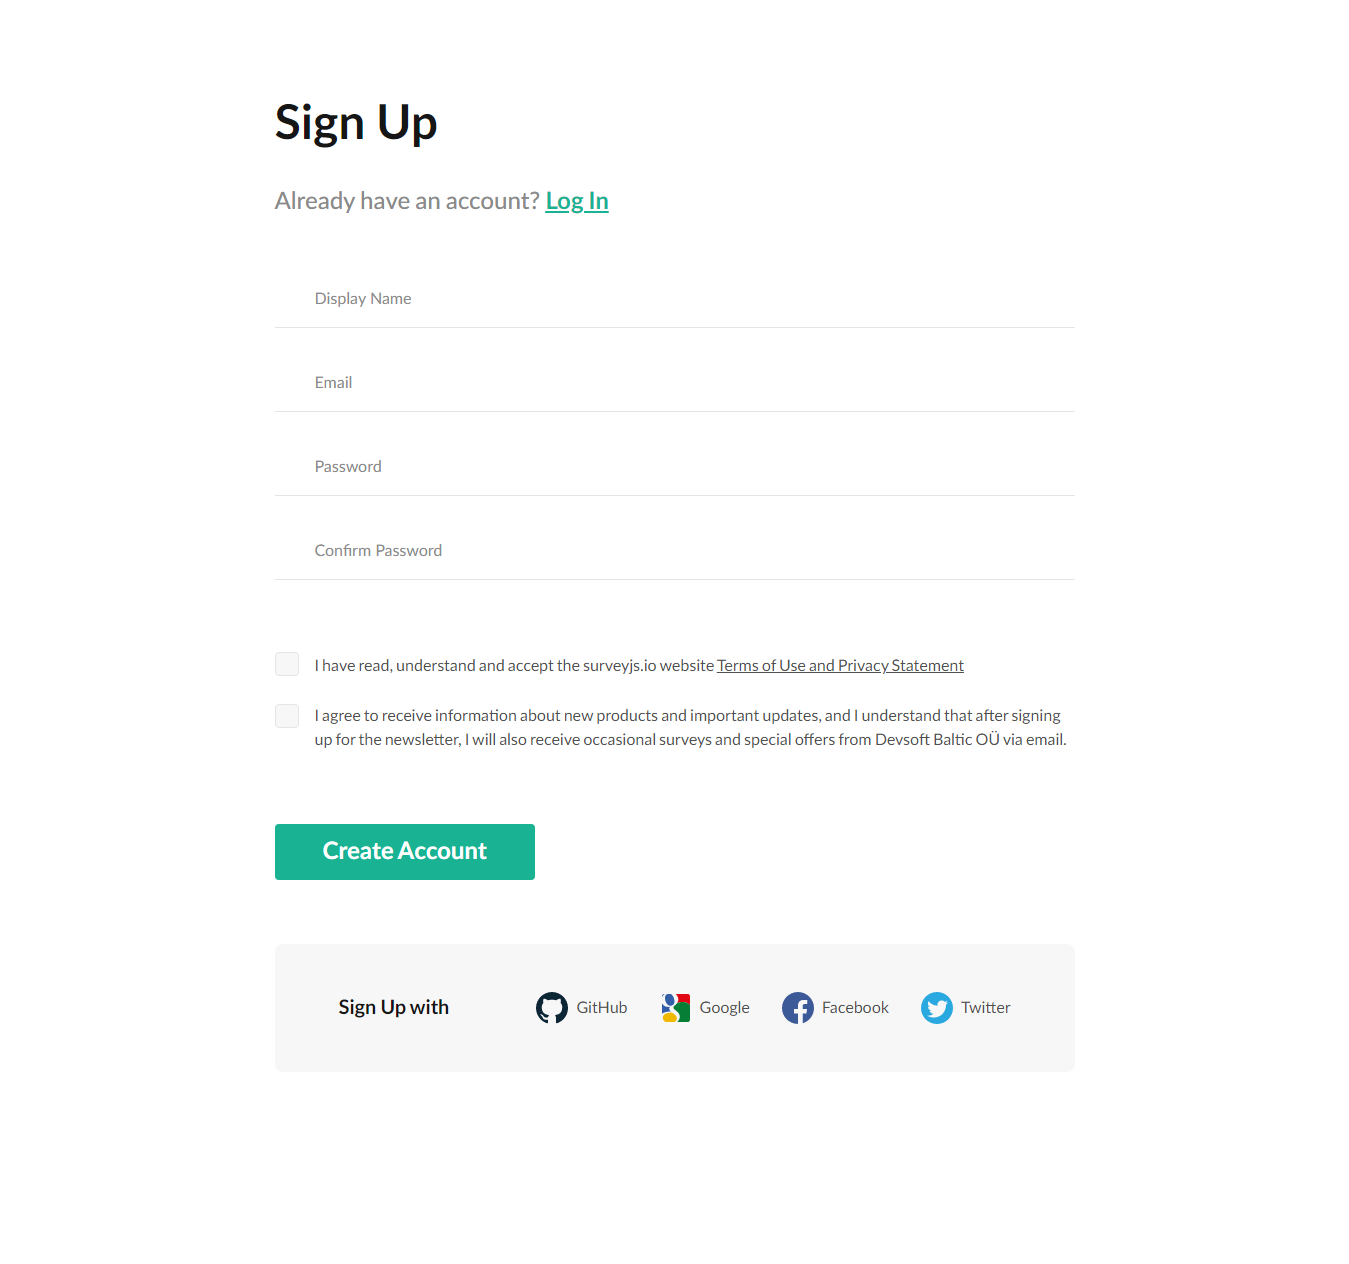 Sign Up
Already have an account? Log In
Display Name
Email
Password
Confirm Password
I have read, understand and accept the surveyjs.io website Terms of Use and Privacy Statement
I agree to receive information about new products and important updates, and I understand that after signing
up for the newsletter, I will also receive occasional surveys and special offers from Devsoft Baltic OÜ via email.
Create Account
Sign Up with GitHub Google Facebook Twitter